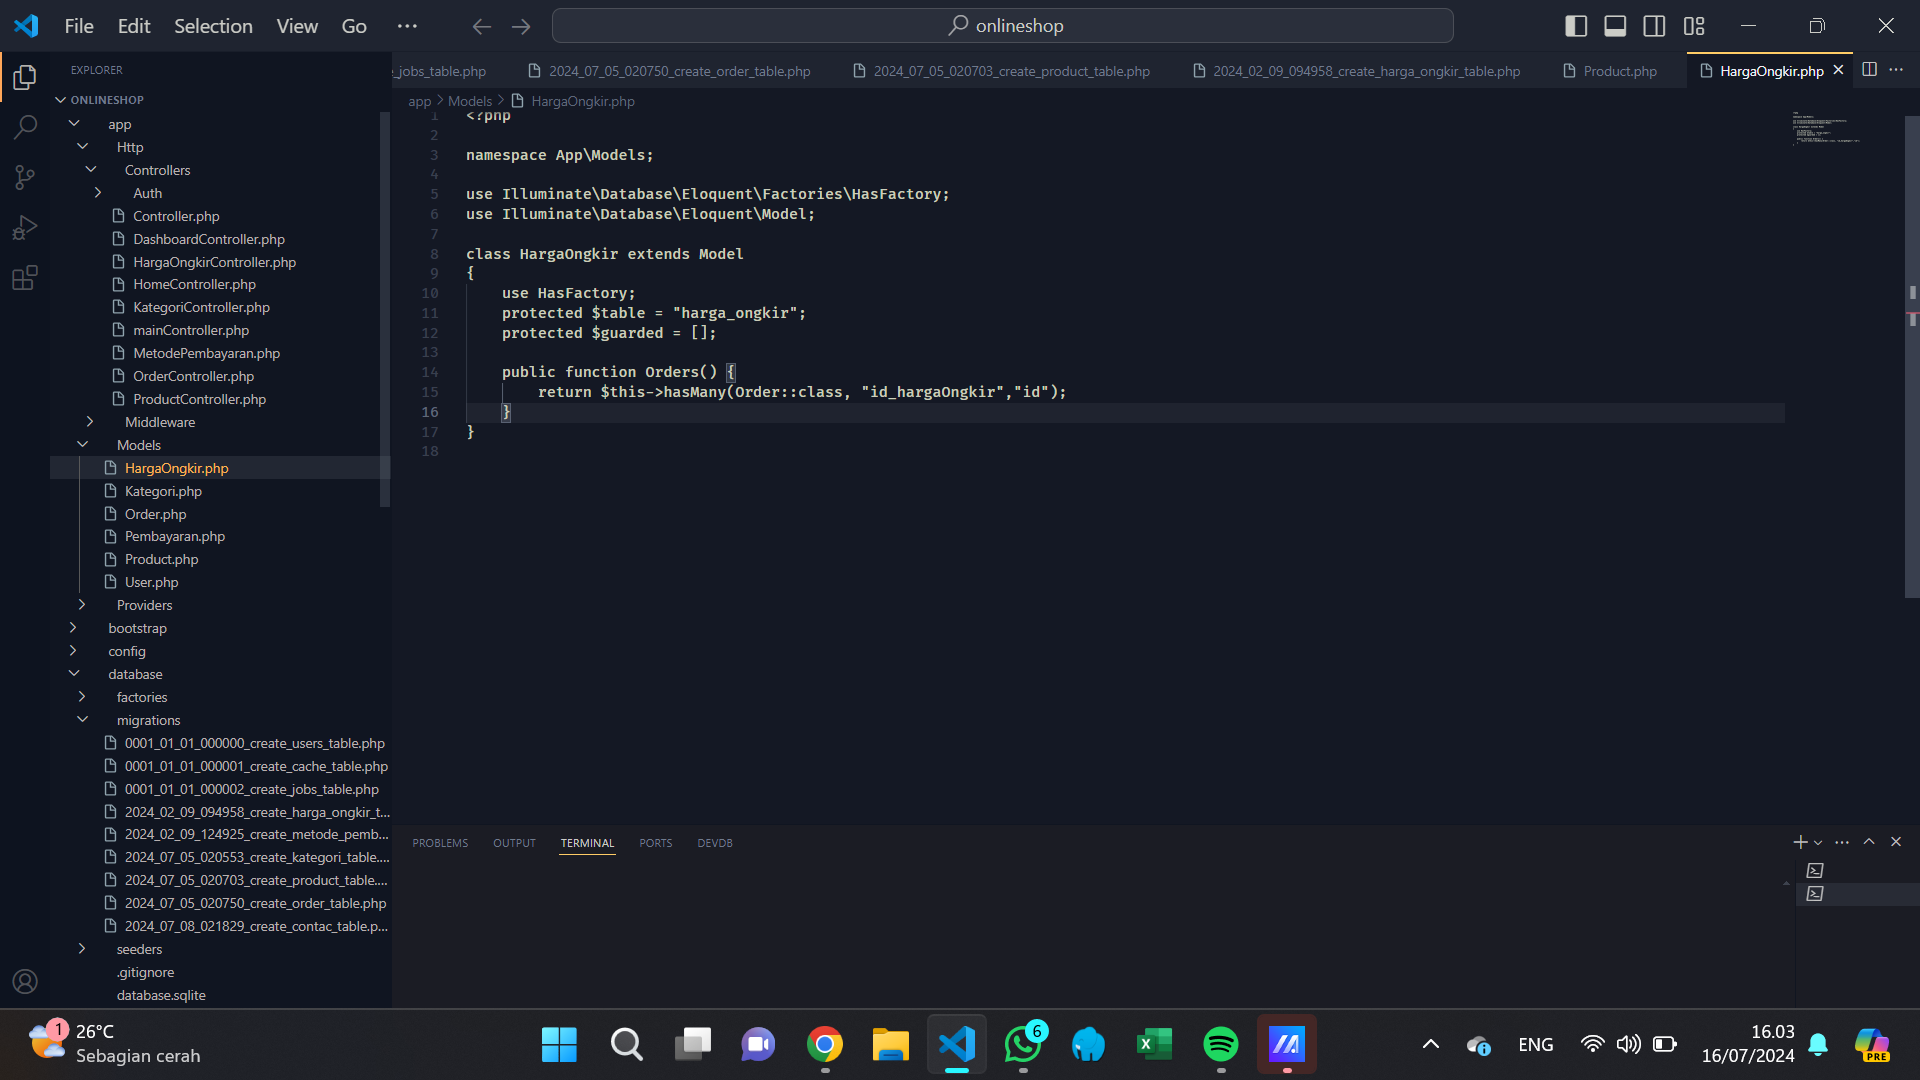 File Edit Selection View Go ···
onlineshop
EXPLORER
_jobs_table.php
2024_07_05_020750_create_order_table.php
2024_07_05_020703_create_product_table.php
2024_02_09_094958_create_harga_ongkir_table.php
Product.php
HargaOngkir.php
app > Models > HargaOngkir.php
ONLINESHOP
app
Http
Controllers
Auth
Controller.php
DashboardController.php
HargaOngkirController.php
HomeController.php
KategoriController.php
mainController.php
MetodePembayaran.php
OrderController.php
ProductController.php
Middleware
Models
HargaOngkir.php
Kategori.php
Order.php
Pembayaran.php
Product.php
User.php
Providers
bootstrap
config
database
factories
migrations
0001_01_01_000000_create_users_table.php
0001_01_01_000001_create_cache_table.php
0001_01_01_000002_create_jobs_table.php
2024_02_09_094958_create_harga_ongkir_t...
2024_02_09_124925_create_metode_pemb...
2024_07_05_020553_create_kategori_table....
2024_07_05_020703_create_product_table....
2024_07_05_020750_create_order_table.php
2024_07_08_021829_create_contac_table.p...
seeders
.gitignore
database.sqlite
1 <?php
2
3 namespace App\Models;
4
5 use Illuminate\Database\Eloquent\Factories\HasFactory;
6 use Illuminate\Database\Eloquent\Model;
7
8 class HargaOngkir extends Model
9 {
10 use HasFactory;
11 protected $table = "harga_ongkir";
12 protected $guarded = [];
13
14 public function Orders() {
15 return $this->hasMany(Order::class, "id_hargaOngkir","id");
16 }
17 }
18
PROBLEMS OUTPUT TERMINAL PORTS DEVDB
1
26°C
Sebagian cerah
6
ENG
16.03
16/07/2024
PRE